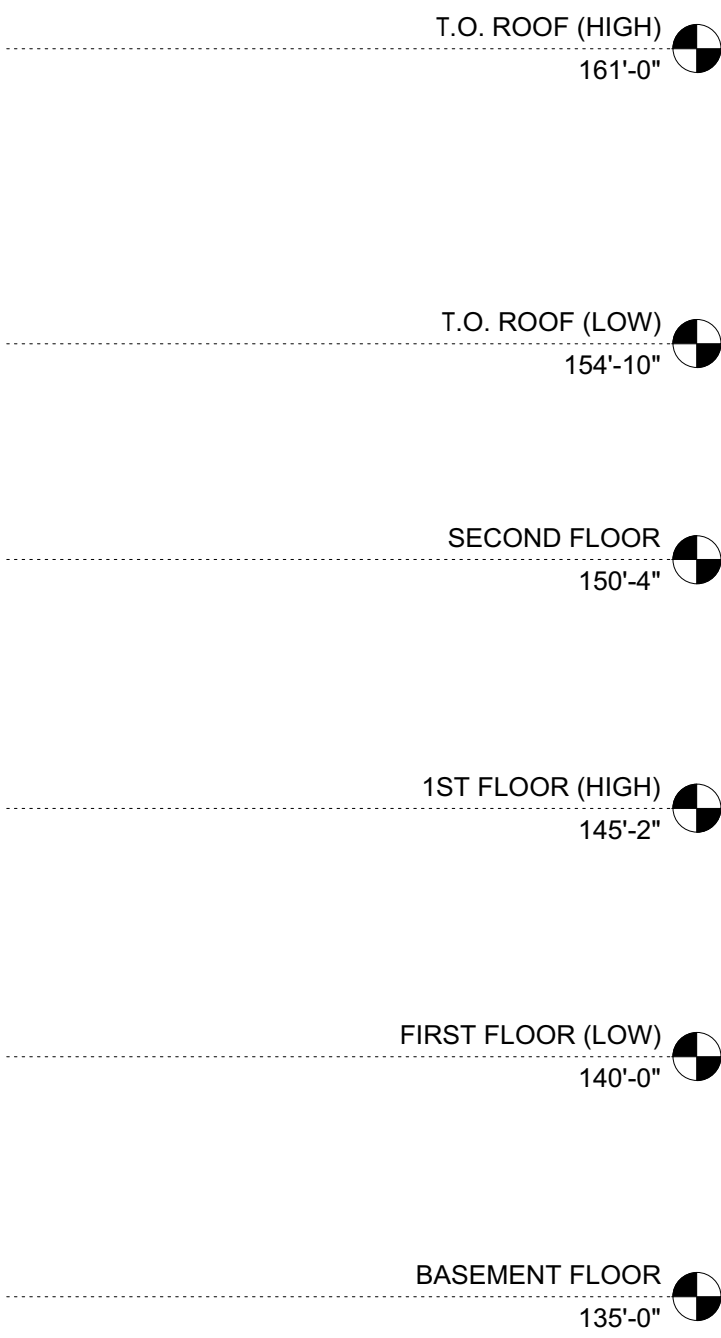 T.O. ROOF (HIGH)
161'-0"
T.O. ROOF (LOW)
154'-10"
SECOND FLOOR
150'-4"
1ST FLOOR (HIGH)
145'-2"
FIRST FLOOR (LOW)
140'-0"
BASEMENT FLOOR
135'-0"